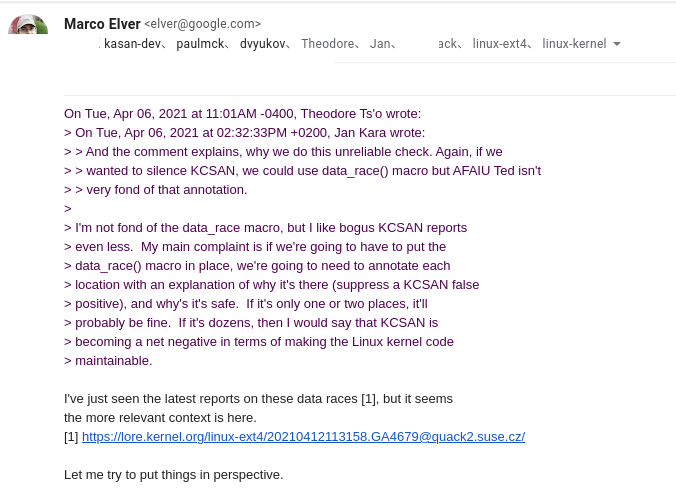 Marco Elver <elver@google.com>
kasan-dev、 paulmck、 dvyukov、 Theodore、 Jan、 ack、 linux-ext4、 linux-kernel
On Tue, Apr 06, 2021 at 11:01AM -0400, Theodore Ts'o wrote:
> On Tue, Apr 06, 2021 at 02:32:33PM +0200, Jan Kara wrote:
> > And the comment explains, why we do this unreliable check. Again, if we
> > wanted to silence KCSAN, we could use data_race() macro but AFAIU Ted isn't
> > very fond of that annotation.
>
> I'm not fond of the data_race macro, but I like bogus KCSAN reports
> even less.  My main complaint is if we're going to have to put the
> data_race() macro in place, we're going to need to annotate each
> location with an explanation of why it's there (suppress a KCSAN false
> positive), and why's it's safe.  If it's only one or two places, it'll
> probably be fine.  If it's dozens, then I would say that KCSAN is
> becoming a net negative in terms of making the Linux kernel code
> maintainable.
I've just seen the latest reports on these data races [1], but it seems
the more relevant context is here.
[1] https://lore.kernel.org/linux-ext4/20210412113158.GA4679@quack2.suse.cz/
Let me try to put things in perspective.